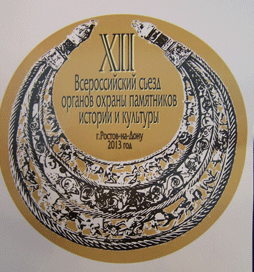 XII
Всероссийский съезд
органов охраны памятников
истории и культуры
г.Ростов-на-Дону
2013 год